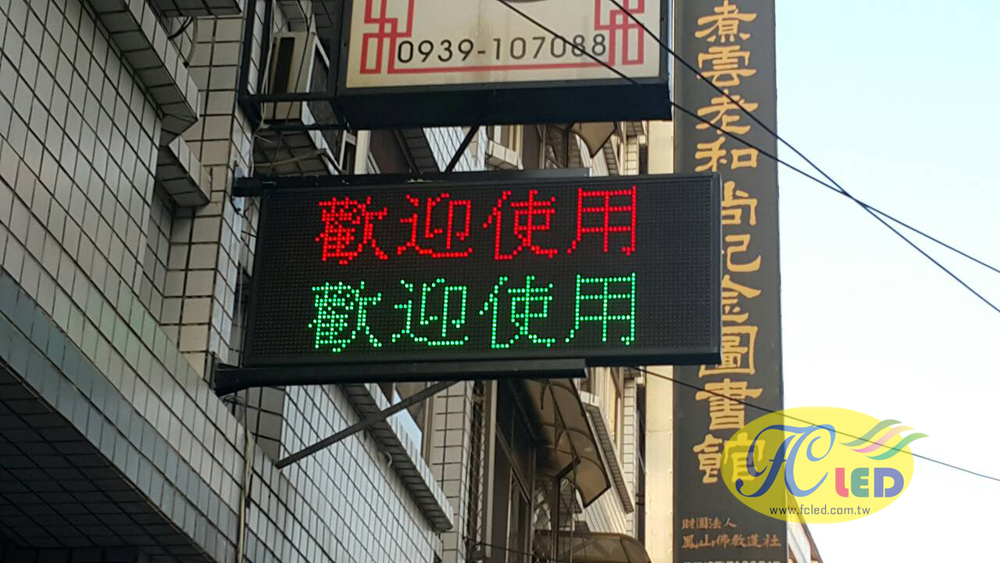 0939-107088
歡迎使用
歡迎使用
煮雲老和尚紀念圖書館
財團法人
鳳山佛教蓮社
FC LED
www.fcled.com.tw